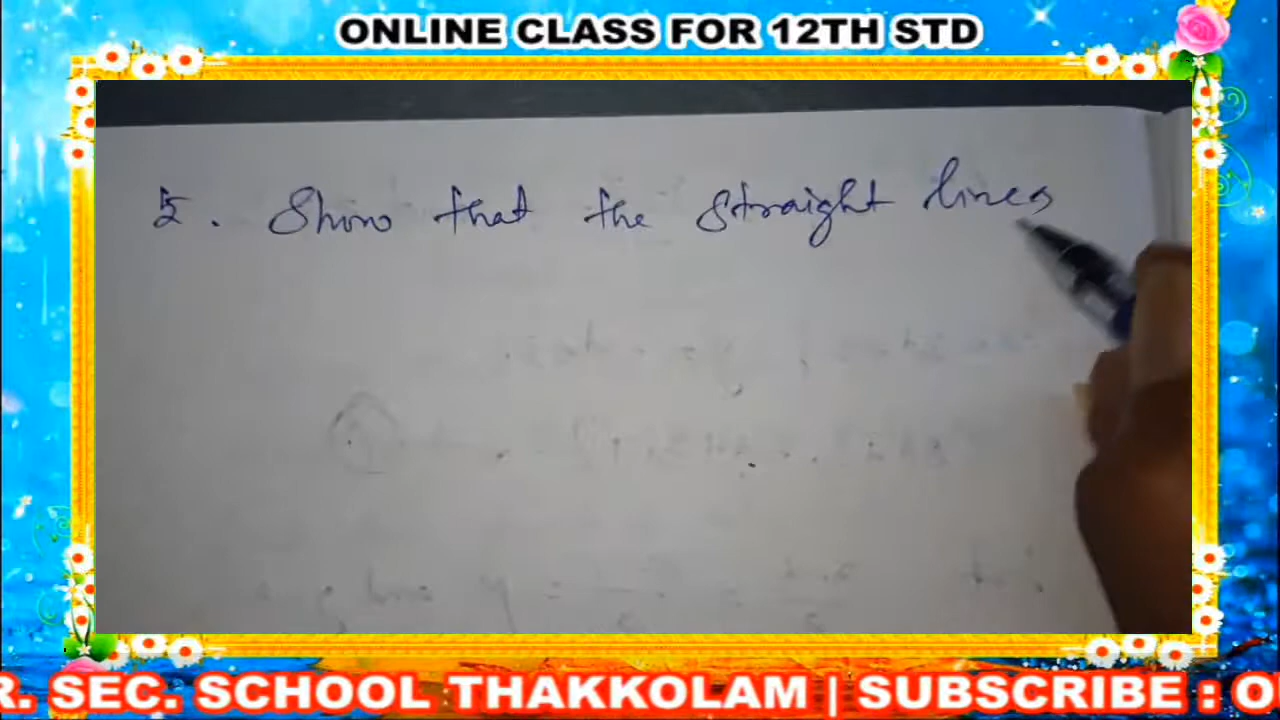 ONLINE CLASS FOR 12TH STD
5. Show that the straight lines
R. SEC. SCHOOL THAKKOLAM | SUBSCRIBE : O